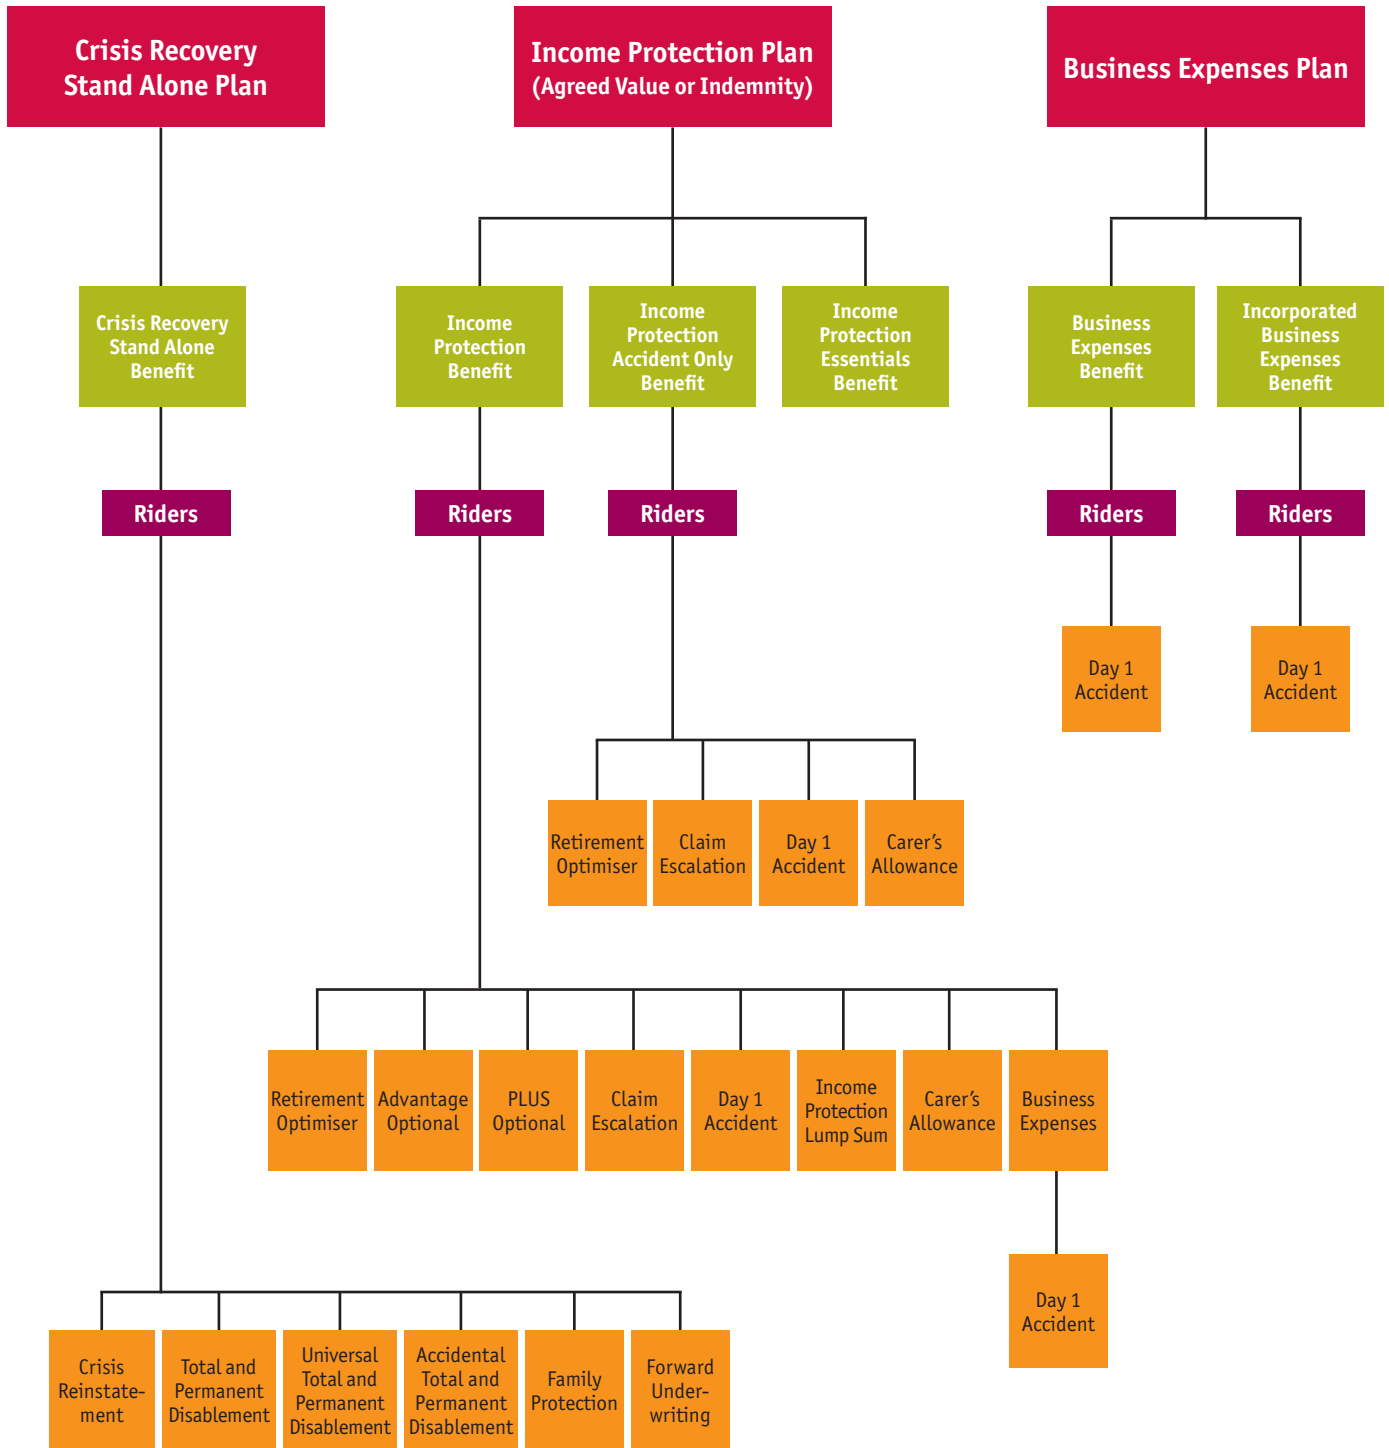 Crisis Recovery
Stand Alone Plan
Income Protection Plan
(Agreed Value or Indemnity)
Business Expenses Plan
Crisis Recovery
Stand Alone
Benefit
Income
Protection
Benefit
Income
Protection
Accident Only
Benefit
Income
Protection
Essentials
Benefit
Business
Expenses
Benefit
Incorporated
Business
Expenses
Benefit
Riders
Riders
Riders
Riders
Riders
Day 1
Accident
Day 1
Accident
Retirement
Optimiser
Claim
Escalation
Day 1
Accident
Carer's
Allowance
Retirement
Optimiser
Advantage
Optional
PLUS
Optional
Claim
Escalation
Day 1
Accident
Income
Protection
Lump Sum
Carer's
Allowance
Business
Expenses
Day 1
Accident
Crisis
Reinstate-
ment
Total and
Permanent
Disablement
Universal
Total and
Permanent
Disablement
Accidental
Total and
Permanent
Disablement
Family
Protection
Forward
Under-
writing